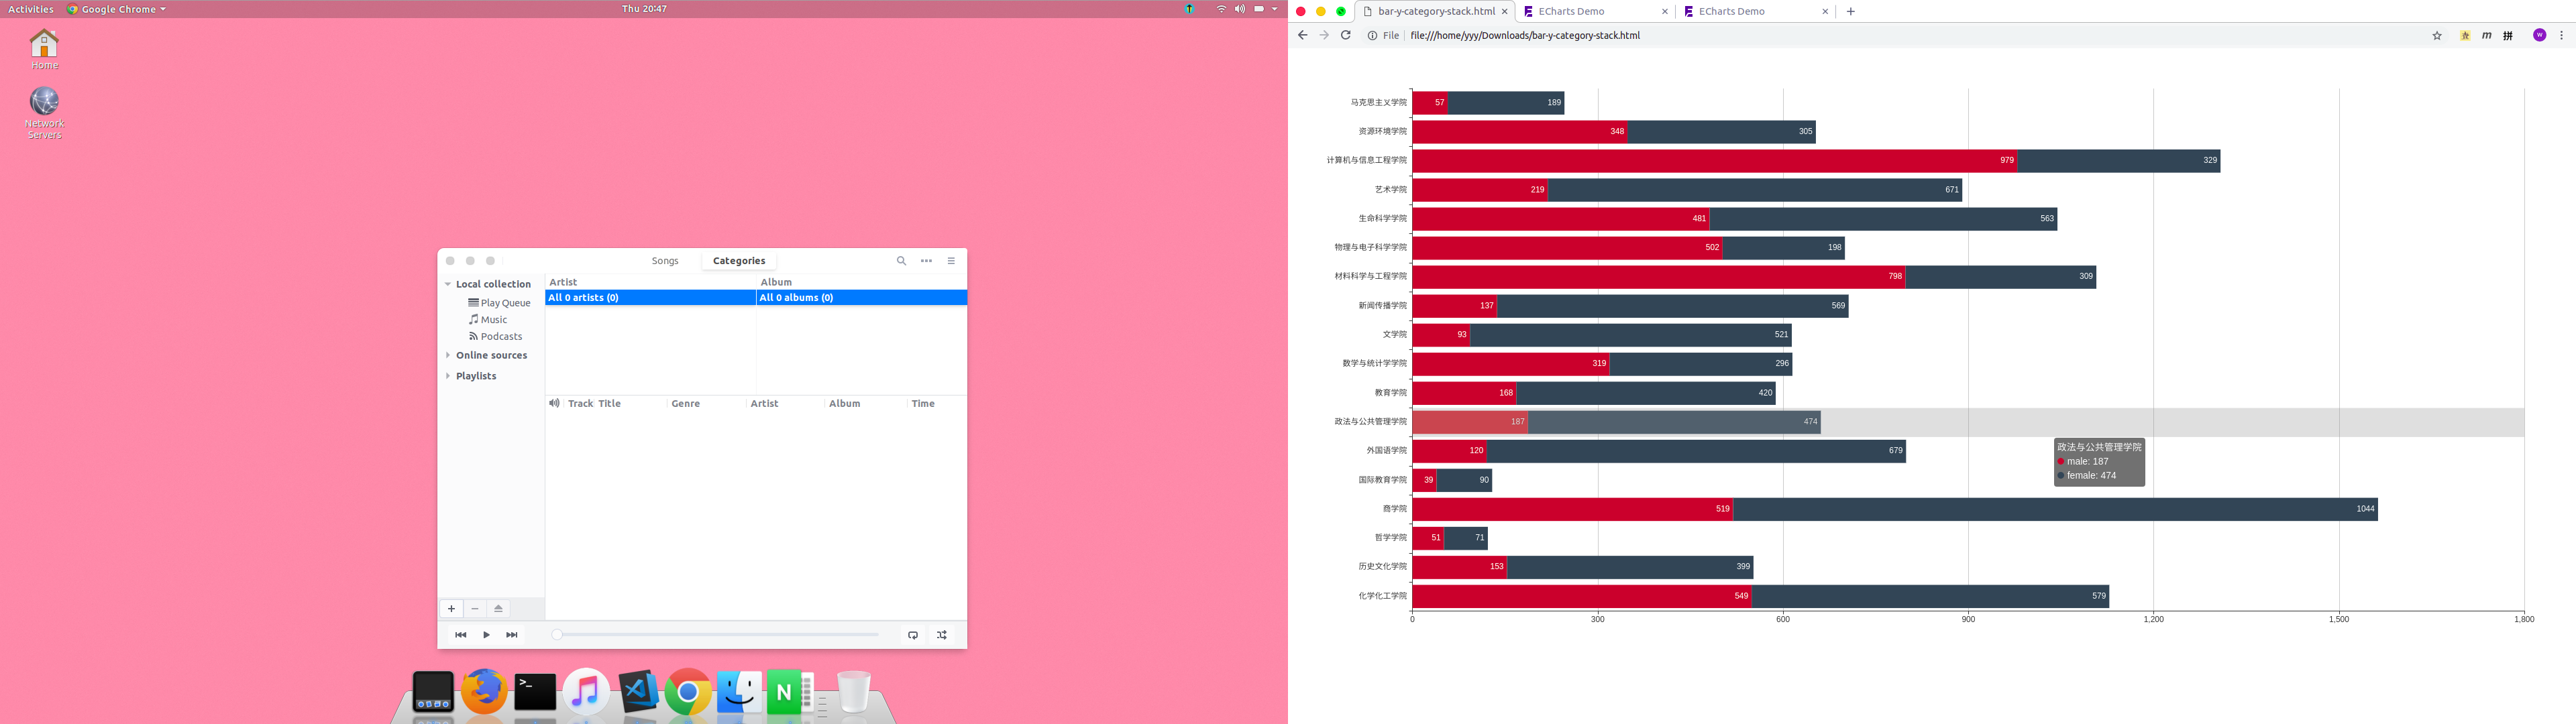 Activities
Google Chrome
Thu 20:47
Home
Network
Servers
Songs
Categories
Local collection
Play Queue
Music
Podcasts
Online sources
Playlists
Artist
Album
All 0 artists (0)
All 0 albums (0)
Track
Title
Genre
Artist
Album
Time
>_
N
bar-y-category-stack.html
ECharts Demo
ECharts Demo
File
file:///home/yyy/Downloads/bar-y-category-stack.html
m
拼
W
马克思主义学院 57 189
资源环境学院 348 305
计算机与信息工程学院 979 329
艺术学院 219 671
生命科学学院 481 563
物理与电子科学学院 502 198
材料科学与工程学院 798 309
新闻传播学院 137 569
文学院 93 521
数学与统计学学院 319 296
教育学院 168 420
政法与公共管理学院 187 474
外国语学院 120 679
政法与公共管理学院
male: 187
female: 474
国际教育学院 39 90
商学院 519 1044
哲学学院 51 71
历史文化学院 153 399
化学化工学院 549 579
0 300 600 900 1,200 1,500 1,800